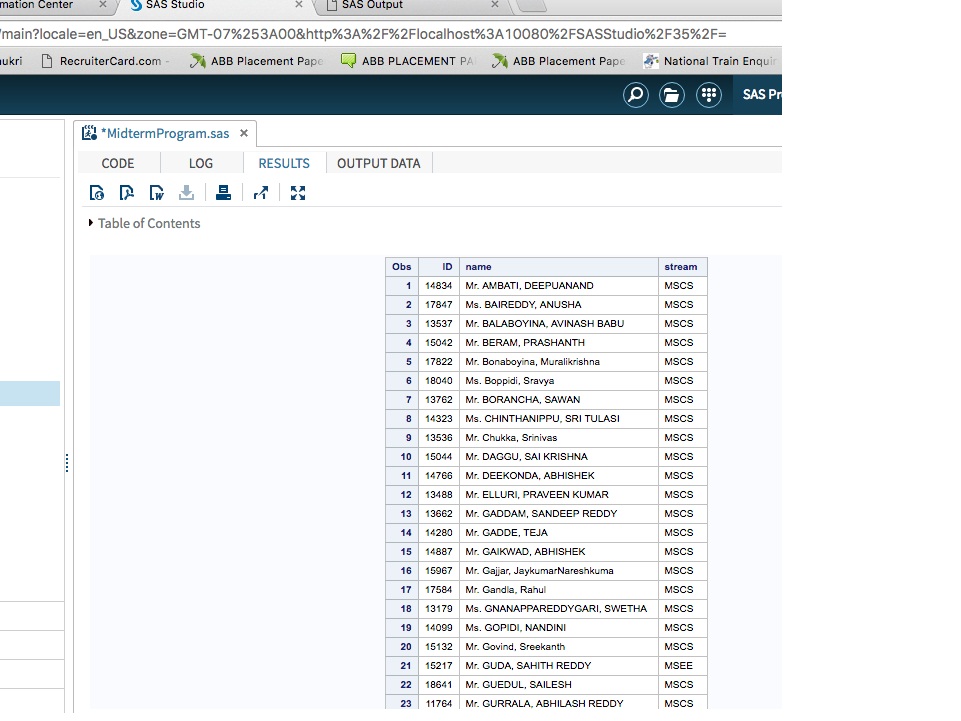 mation Center SAS Studio SAS Output
/main?locale=en_US&zone=GMT-07%253A00&http%3A%2F%2Flocalhost%3A10080%2FSASStudio%2F35%2F=
ukri RecruiterCard.com - ABB Placement Pape ABB PLACEMENT PA ABB Placement Pape National Train Enquir
SAS Pr
*MidtermProgram.sas
CODE LOG RESULTS OUTPUT DATA
Table of Contents
Obs ID name stream
1 14834 Mr. AMBATI, DEEPUANAND MSCS
2 17847 Ms. BAIREDDY, ANUSHA MSCS
3 13537 Mr. BALABOYINA, AVINASH BABU MSCS
4 15042 Mr. BERAM, PRASHANTH MSCS
5 17822 Mr. Bonaboyina, Muralikrishna MSCS
6 18040 Ms. Boppidi, Sravya MSCS
7 13762 Mr. BORANCHA, SAWAN MSCS
8 14323 Ms. CHINTHANIPPU, SRI TULASI MSCS
9 13536 Mr. Chukka, Srinivas MSCS
10 15044 Mr. DAGGU, SAI KRISHNA MSCS
11 14766 Mr. DEEKONDA, ABHISHEK MSCS
12 13488 Mr. ELLURI, PRAVEEN KUMAR MSCS
13 13662 Mr. GADDAM, SANDEEP REDDY MSCS
14 14280 Mr. GADDE, TEJA MSCS
15 14887 Mr. GAIKWAD, ABHISHEK MSCS
16 15967 Mr. Gajjar, JaykumarNareshkuma MSCS
17 17584 Mr. Gandla, Rahul MSCS
18 13179 Ms. GNANAPPAREDDYGARI, SWETHA MSCS
19 14099 Ms. GOPIDI, NANDINI MSCS
20 15132 Mr. Govind, Sreekanth MSCS
21 15217 Mr. GUDA, SAHITH REDDY MSEE
22 18641 Mr. GUEDUL, SAILESH MSCS
23 11764 Mr. GURRALA, ABHILASH REDDY MSCS